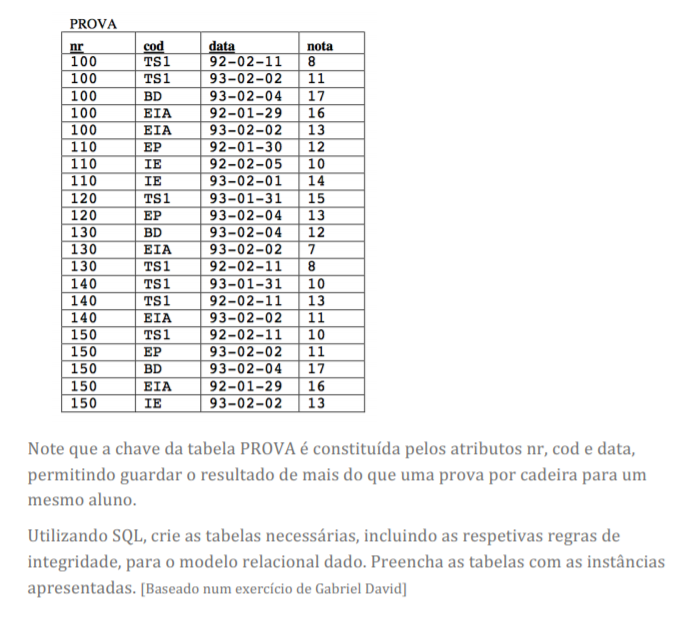 PROVA
nr cod data nota
100 TS1 92-02-11 8
100 TS1 93-02-02 11
100 BD 93-02-04 17
100 EIA 92-01-29 16
100 EIA 93-02-02 13
110 EP 92-01-30 12
110 IE 92-02-05 10
110 IE 93-02-01 14
120 TS1 93-01-31 15
120 EP 93-02-04 13
130 BD 93-02-04 12
130 EIA 93-02-02 7
130 TS1 92-02-11 8
140 TS1 93-01-31 10
140 TS1 92-02-11 13
140 EIA 93-02-02 11
150 TS1 92-02-11 10
150 EP 93-02-02 11
150 BD 93-02-04 17
150 EIA 92-01-29 16
150 IE 93-02-02 13
Note que a chave da tabela PROVA é constituída pelos atributos nr, cod e data,
permitindo guardar o resultado de mais do que uma prova por cadeira para um
mesmo aluno.
Utilizando SQL, crie as tabelas necessárias, incluindo as respetivas regras de
integridade, para o modelo relacional dado. Preencha as tabelas com as instâncias
apresentadas. [Baseado num exercício de Gabriel David]